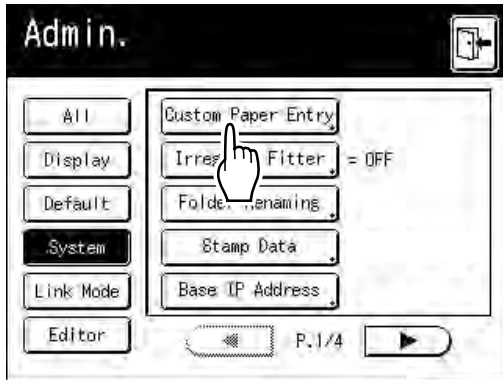 Admin.
All
Display
Default
System
Link Mode
Editor
Custom Paper Entry
Fitter = OFF
Renaming
Stamp Data
Base IP Address
P.1/4